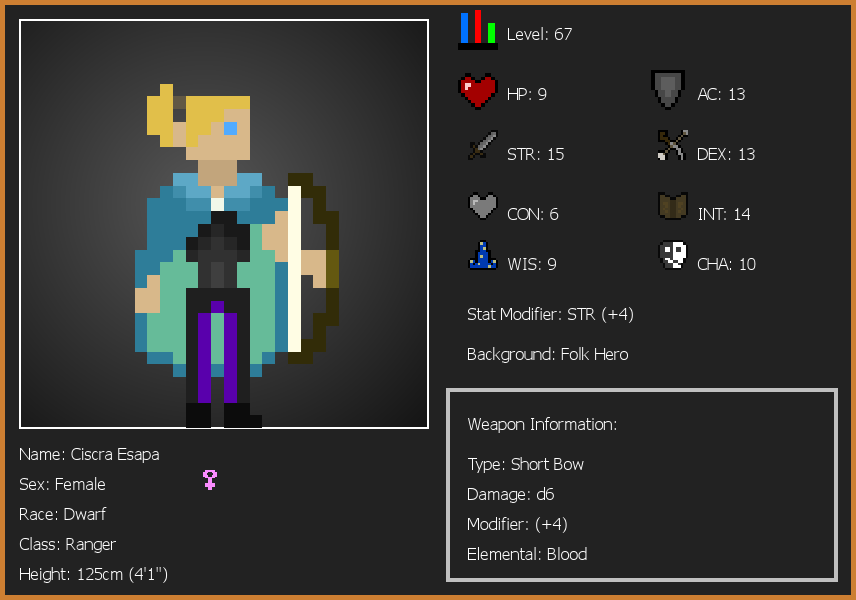 Level: 67
HP: 9
AC: 13
STR: 15
DEX: 13
CON: 6
INT: 14
WIS: 9
CHA: 10
Stat Modifier: STR (+4)
Background: Folk Hero
Weapon Information:
Type: Short Bow
Damage: d6
Modifier: (+4)
Elemental: Blood
Name: Ciscra Esapa
Sex: Female
Race: Dwarf
Class: Ranger
Height: 125cm (4'1")